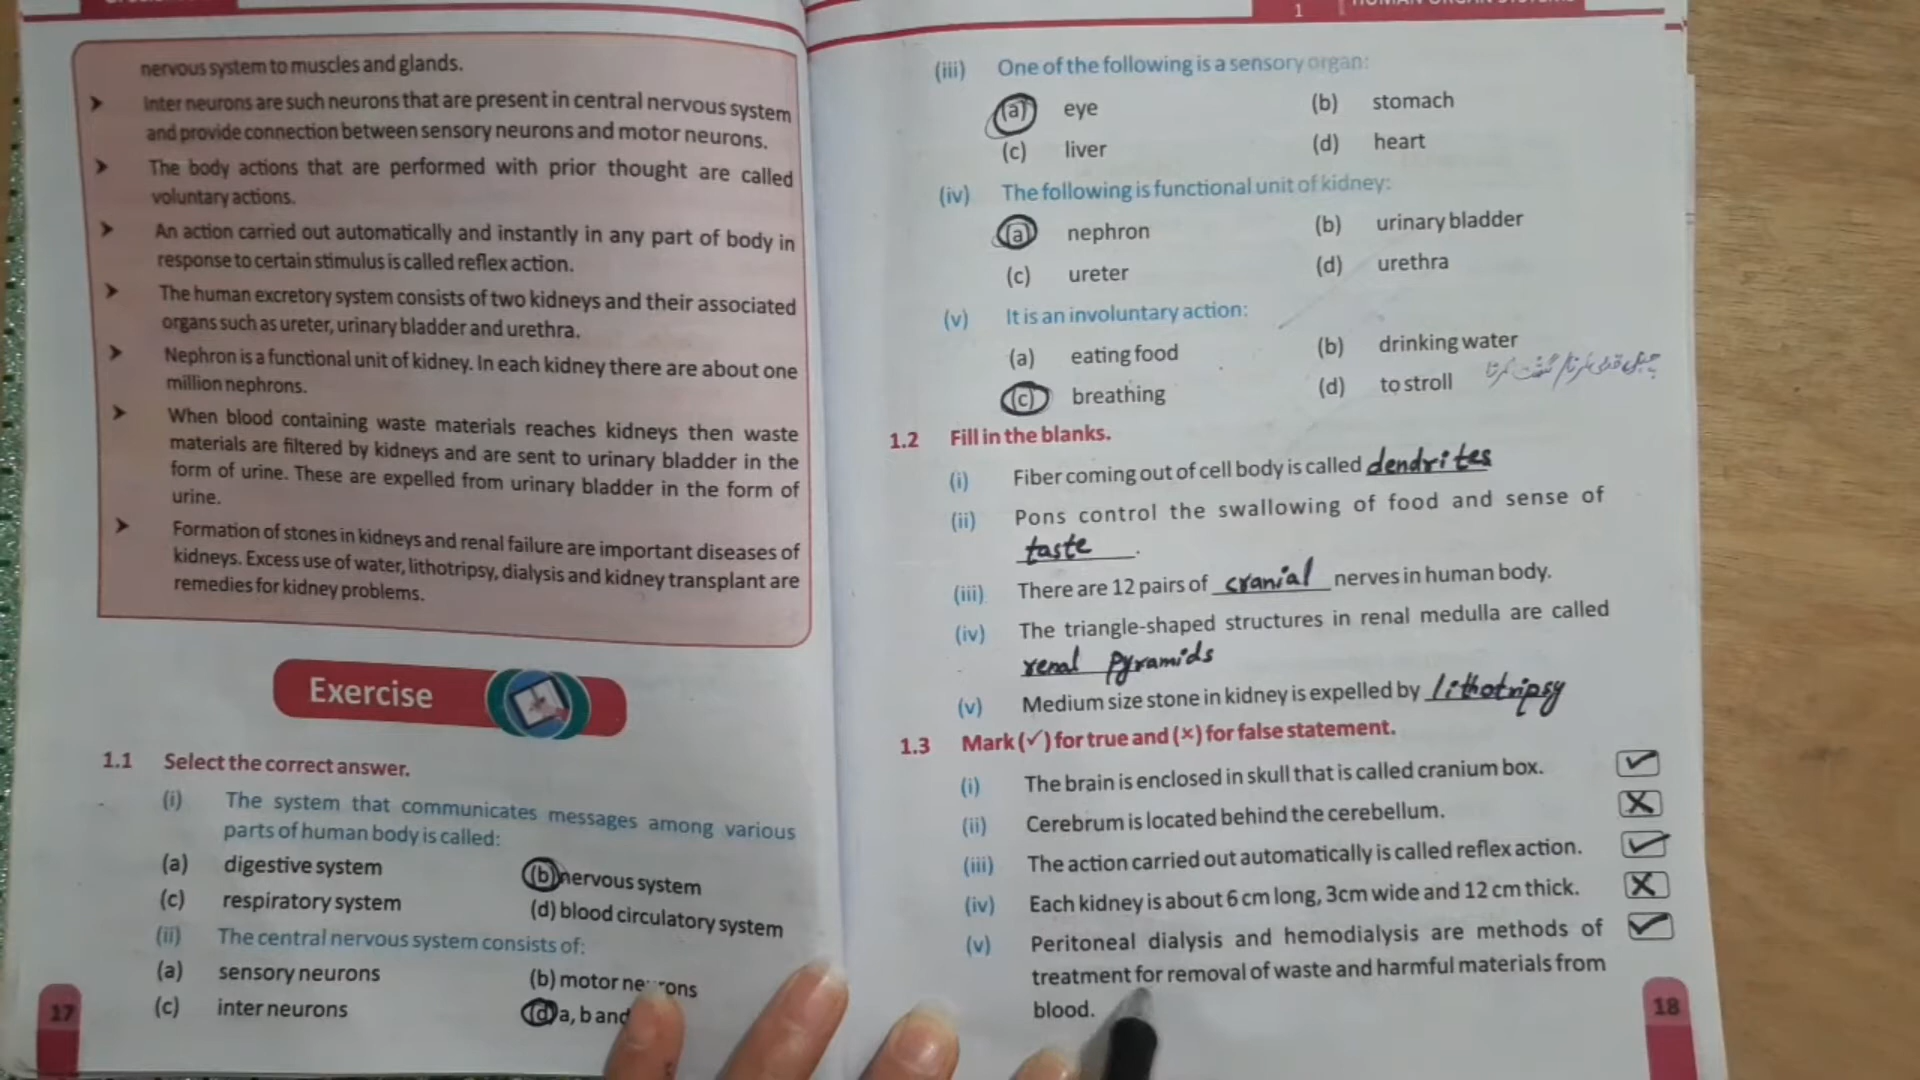 nervous system to muscles and glands.
➤ Inter neurons are such neurons that are present in central nervous system
and provide connection between sensory neurons and motor neurons.
➤ The body actions that are performed with prior thought are called
voluntary actions.
➤ An action carried out automatically and instantly in any part of body in
response to certain stimulus is called reflex action.
➤ The human excretory system consists of two kidneys and their associated
organs such as ureter, urinary bladder and urethra.
➤ Nephron is a functional unit of kidney. In each kidney there are about one
million nephrons.
➤ When blood containing waste materials reaches kidneys then waste
materials are filtered by kidneys and are sent to urinary bladder in the
form of urine. These are expelled from urinary bladder in the form of
urine.
➤ Formation of stones in kidneys and renal failure are important diseases of
kidneys. Excess use of water, lithotripsy, dialysis and kidney transplant are
remedies for kidney problems.
Exercise
1.1 Select the correct answer.
(i) The system that communicates messages among various
parts of human body is called:
(a) digestive system (b) nervous system
(c) respiratory system (d) blood circulatory system
(ii) The central nervous system consists of:
(a) sensory neurons (b) motor neurons
(c) inter neurons (d) a, b and
17
1
(iii) One of the following is a sensory organ:
(a) eye (b) stomach
(c) liver (d) heart
(iv) The following is functional unit of kidney:
(a) nephron (b) urinary bladder
(c) ureter (d) urethra
(v) It is an involuntary action:
(a) eating food (b) drinking water
(c) breathing (d) to stroll
1.2 Fill in the blanks.
(i) Fiber coming out of cell body is called dendrites
(ii) Pons control the swallowing of food and sense of
taste.
(iii) There are 12 pairs of cranial nerves in human body.
(iv) The triangle-shaped structures in renal medulla are called
renal pyramids
(v) Medium size stone in kidney is expelled by lithotripsy
1.3 Mark (✓) for true and (×) for false statement.
(i) The brain is enclosed in skull that is called cranium box. ✓
(ii) Cerebrum is located behind the cerebellum. ×
(iii) The action carried out automatically is called reflex action. ✓
(iv) Each kidney is about 6 cm long, 3cm wide and 12 cm thick. ×
(v) Peritoneal dialysis and hemodialysis are methods of ✓
treatment for removal of waste and harmful materials from
blood.
18